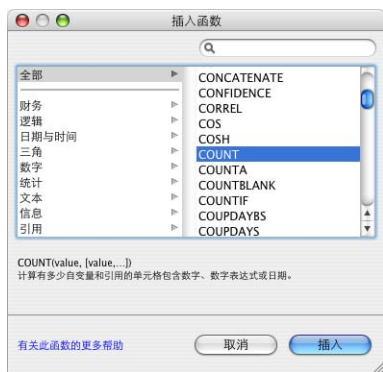 插入函数
全部
财务
逻辑
日期与时间
三角
数字
统计
文本
信息
引用
CONCATENATE
CONFIDENCE
CORREL
COS
COSH
COUNT
COUNTA
COUNTBLANK
COUNTIF
COUPDAYBS
COUPDAYS
COUNT(value, [value,...])
计算有多少自变量和引用的单元格包含数字、数字表达式或日期。
有关此函数的更多帮助
取消
插入